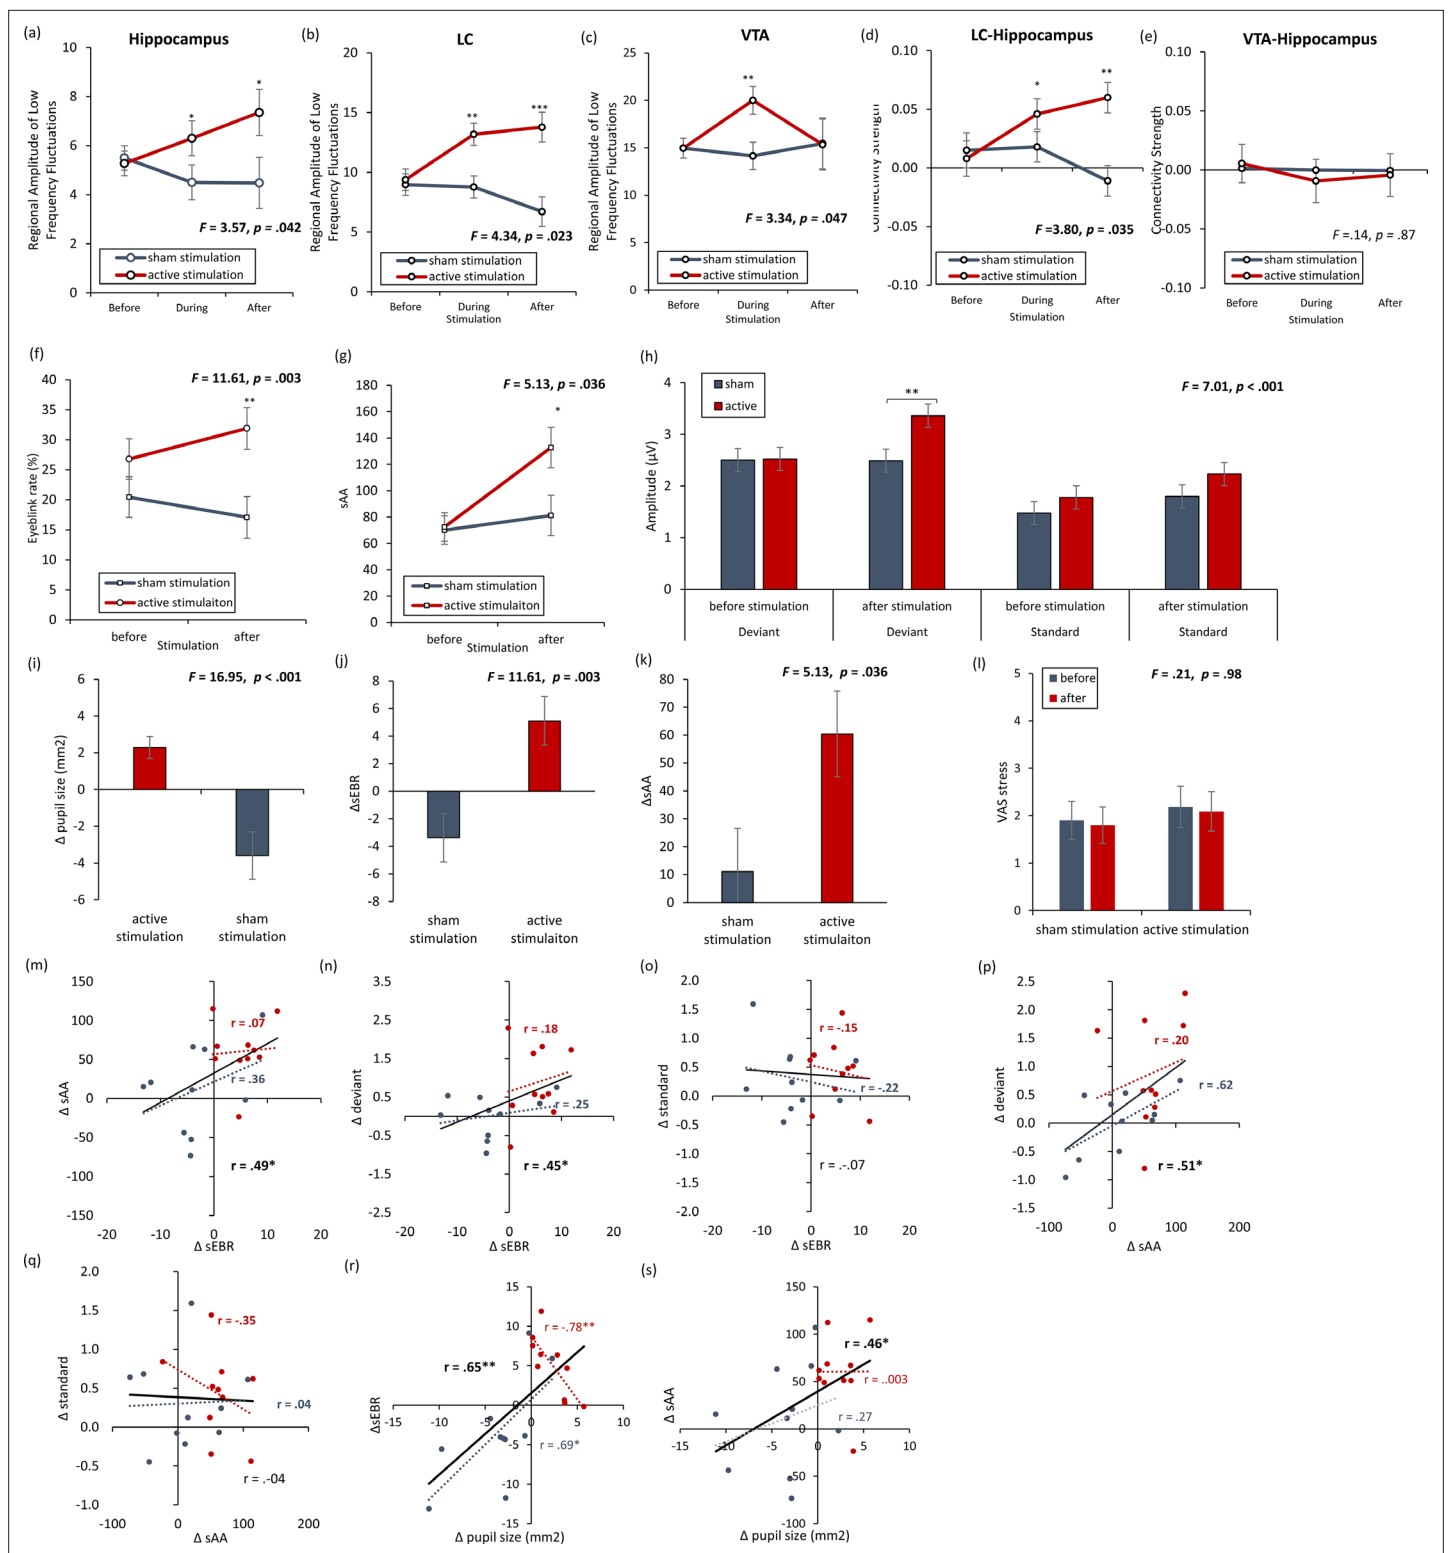 (a) Hippocampus
Regional Amplitude of Low
Frequency Fluctuations
10
8
6
4
2
0
*
*
F = 3.57, p = .042
sham stimulation
active stimulation
Before During After
Stimulation
(b) LC
Regional Amplitude of Low
Frequency Fluctuations
20
15
10
5
0
**
***
F = 4.34, p = .023
sham stimulation
active stimulation
Before During After
Stimulation
(c) VTA
Regional Amplitude of Low
Frequency Fluctuations
25
20
15
10
5
0
**
F = 3.34, p = .047
sham stimulation
active stimulation
Before During After
Stimulation
(d) LC-Hippocampus
Connectivity Strength
0.10
0.05
0.00
-0.05
-0.10
*
**
F=3.80, p = .035
sham stimulation
active stimulation
Before During After
Stimulation
(e) VTA-Hippocampus
Connectivity Strength
0.10
0.05
0.00
-0.05
-0.10
F =.14, p = .87
sham stimulation
active stimulation
Before During After
Stimulation
(f)
F = 11.61, p = .003
Eyeblink rate (%)
40
35
30
25
20
15
10
5
0
**
sham stimulation
active stimulaiton
before after
Stimulation
(g)
F = 5.13, p = .036
sAA
180
160
140
120
100
80
60
40
20
0
*
sham stimulation
active stimulaiton
before after
Stimulation
(h)
sham
active
F = 7.01, p < .001
Amplitude (μV)
4
3
2
1
0
**
before stimulation after stimulation before stimulation after stimulation
Deviant Deviant Standard Standard
(i)
F = 16.95, p < .001
Δ pupil size (mm2)
6
4
2
0
-2
-4
-6
active sham
stimulation stimulation
(j)
F = 11.61, p = .003
ΔsEBR
8
6
4
2
0
-2
-4
-6
-8
sham active
stimulation stimulaiton
(k)
F = 5.13, p = .036
ΔsAA
80
70
60
50
40
30
20
10
0
sham active
stimulation stimulaiton
(l)
before
after
F = .21, p = .98
VAS stress
5
4
3
2
1
0
sham stimulation active stimulation
(m)
Δ sAA
150
100
50
0
-50
-100
-150
r = .07
r = .36
r = .49*
-20 -10 0 10 20
Δ sEBR
(n)
Δ deviant
3.5
2.5
1.5
0.5
-0.5
-1.5
-2.5
r = .18
r = .25
r = .45*
-20 -10 0 10 20
Δ sEBR
(o)
Δ standard
2.0
1.5
1.0
0.5
0.0
-0.5
-1.0
-1.5
-2.0
r = -.15
r = -.22
r = .-.07
-20 -10 0 10 20
Δ sEBR
(p)
Δ deviant
2.5
2.0
1.5
1.0
0.5
0.0
-0.5
-1.0
-1.5
r = .20
r = .62
r = .51*
-100 0 100 200
Δ sAA
(q)
Δ standard
2.0
1.5
1.0
0.5
0.0
-0.5
-1.0
r = -.35
r = .04
r = .-04
-100 0 100 200
Δ sAA
(r)
ΔsEBR
15
10
5
0
-5
-10
-15
r = -.78**
r = .65**
r = .69*
-15 -10 -5 0 5 10
Δ pupil size (mm2)
(s)
Δ sAA
150
100
50
0
-50
-100
r = .46*
r = ..003
r = .27
-15 -10 -5 0 5 10
Δ pupil size (mm2)